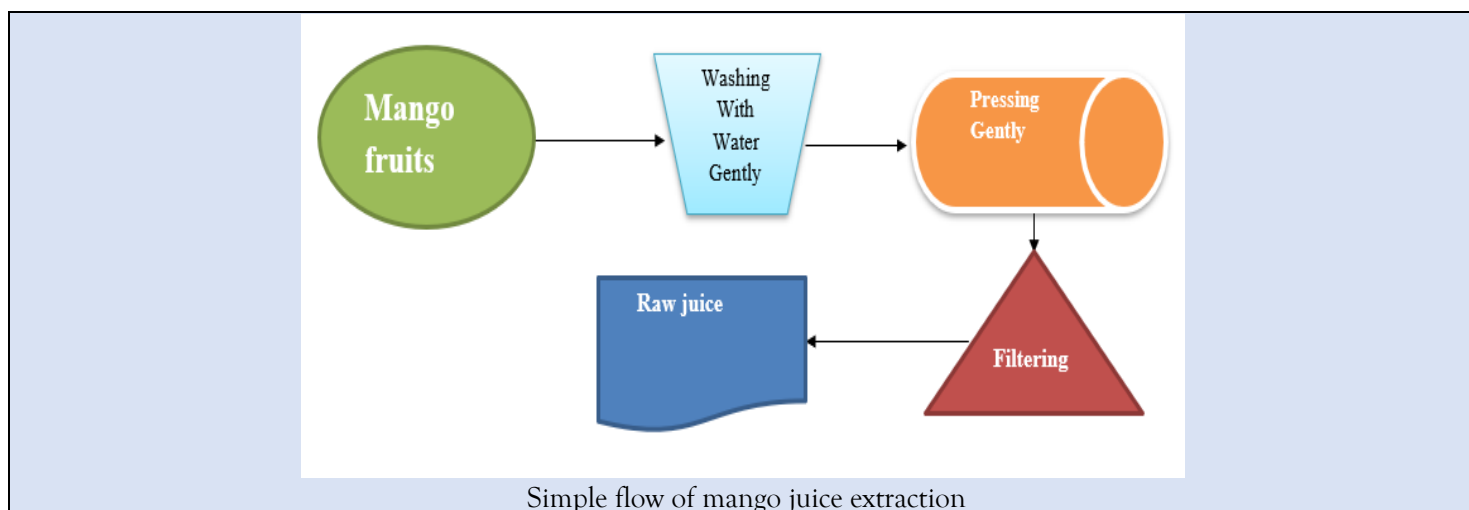 Mango
fruits
Washing
With
Water
Gently
Pressing
Gently
Filtering
Raw juice
Simple flow of mango juice extraction